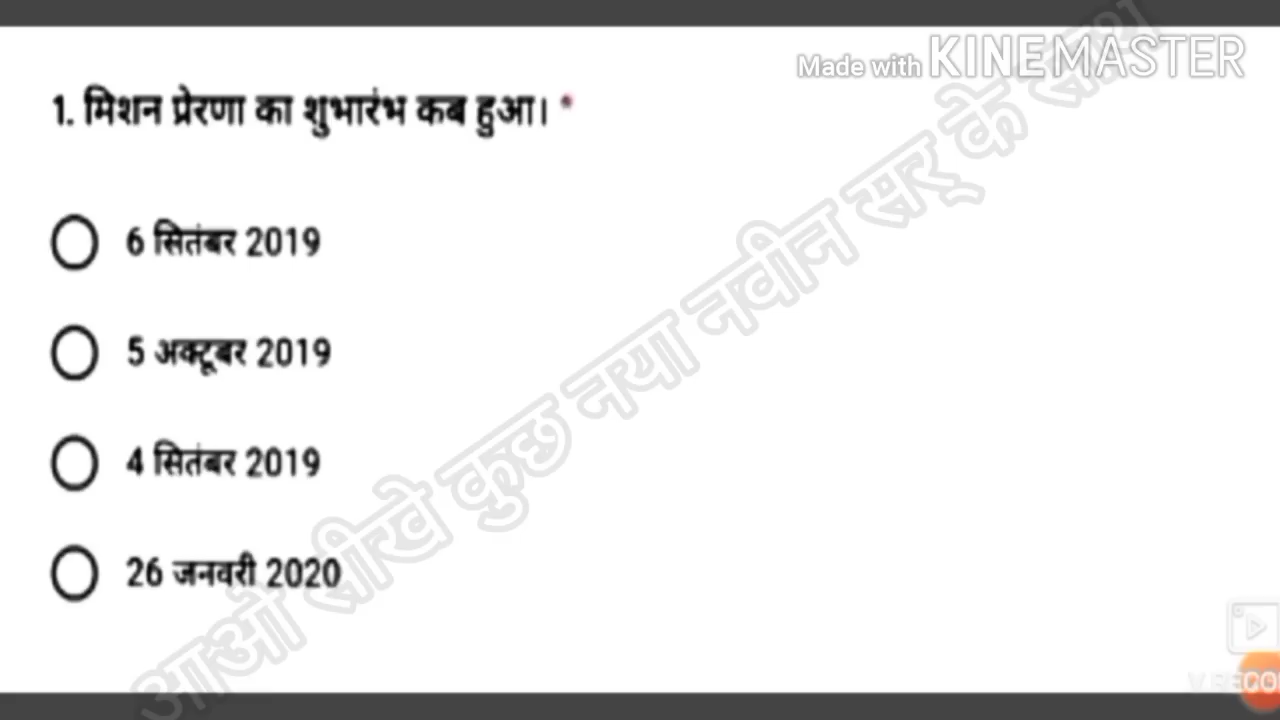 Made with KINEMASTER
1. मिशन प्रेरणा का शुभारंभ कब हुआ। *
6 सितंबर 2019
5 अक्टूबर 2019
4 सितंबर 2019
26 जनवरी 2020
आओ सीखे कुछ नया नवीन सर् के साथ